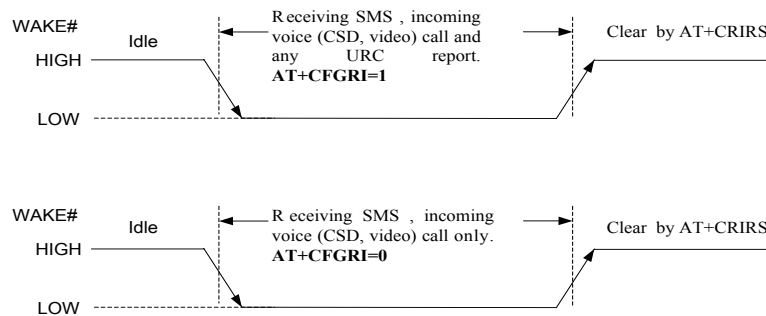 WAKE#
HIGH
Idle
Receiving SMS , incoming
voice (CSD, video) call and
any URC report.
AT+CFGRI=1
Clear by AT+CRIRS
LOW
WAKE#
HIGH
Idle
Receiving SMS , incoming
voice (CSD, video) call only.
AT+CFGRI=0
Clear by AT+CRIRS
LOW